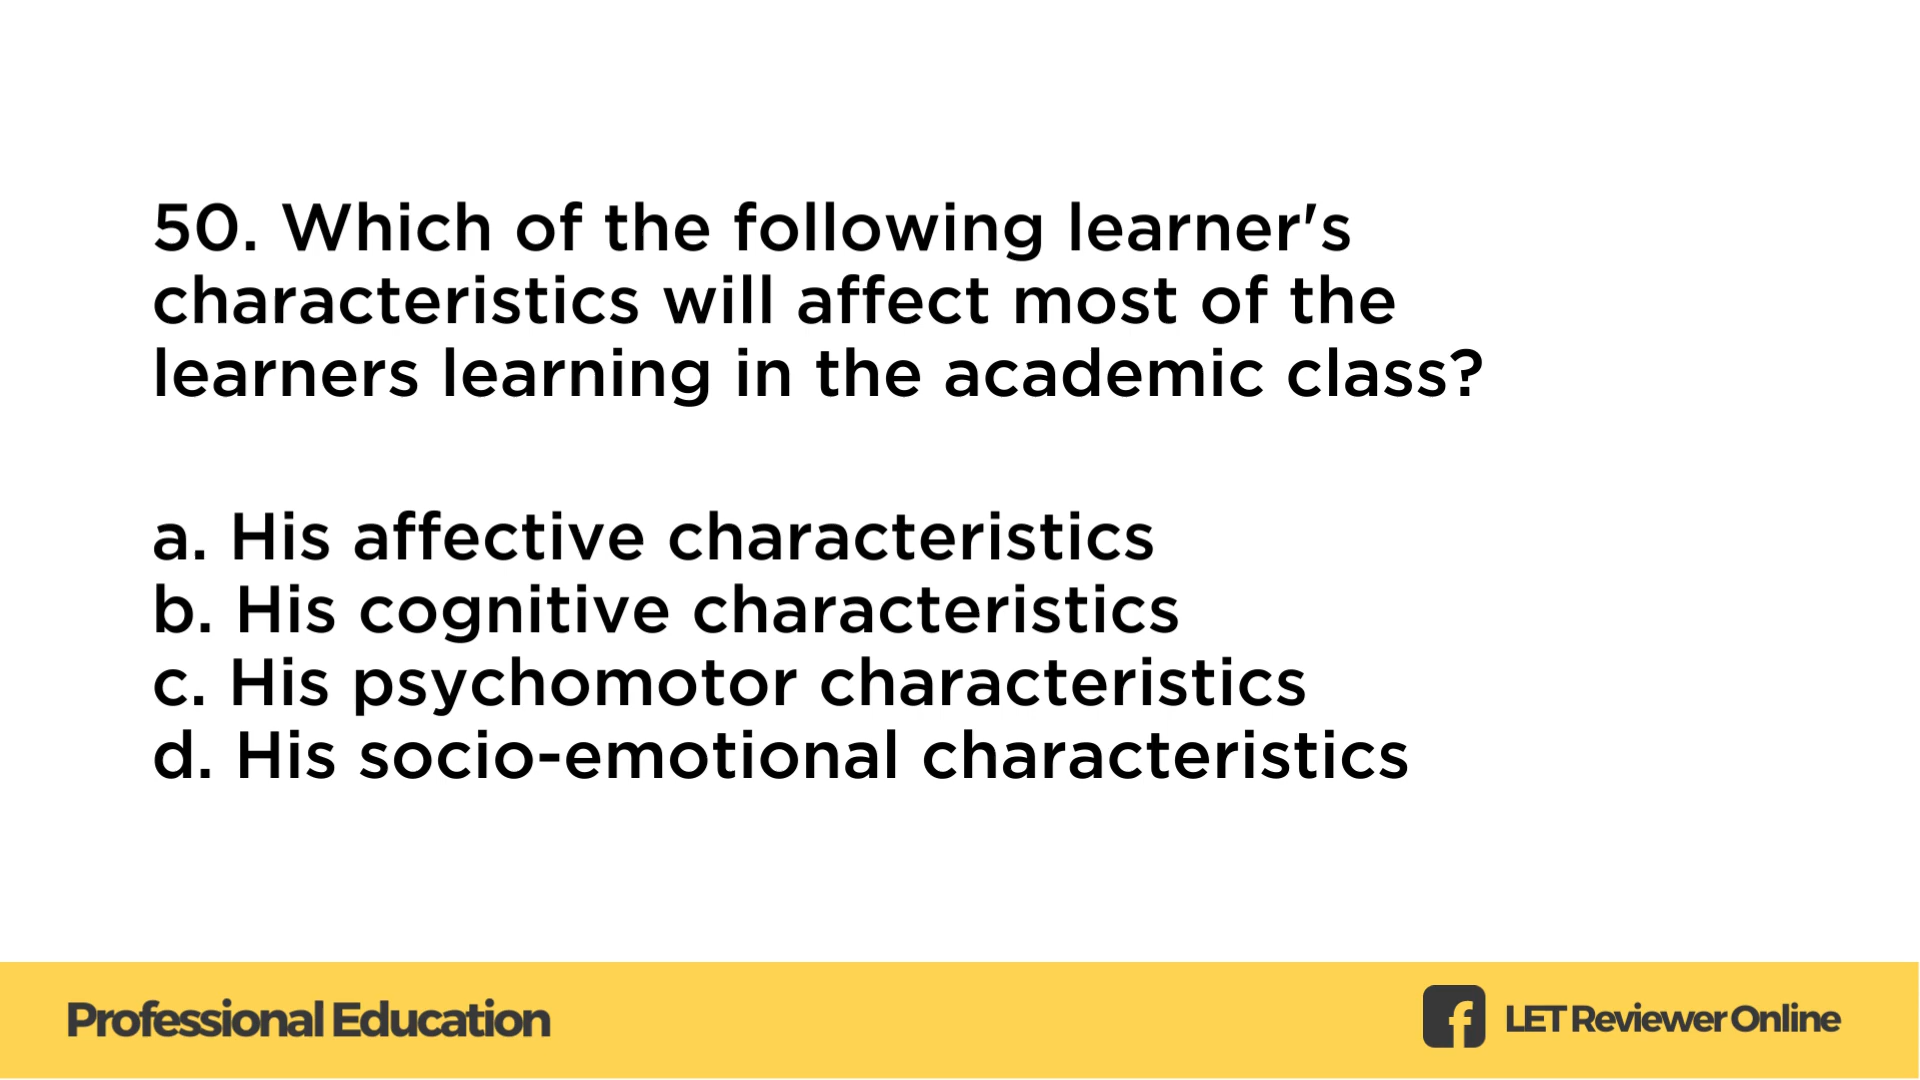 50. Which of the following learner's
characteristics will affect most of the
learners learning in the academic class?
a. His affective characteristics
b. His cognitive characteristics
c. His psychomotor characteristics
d. His socio-emotional characteristics
Professional Education
LET Reviewer Online